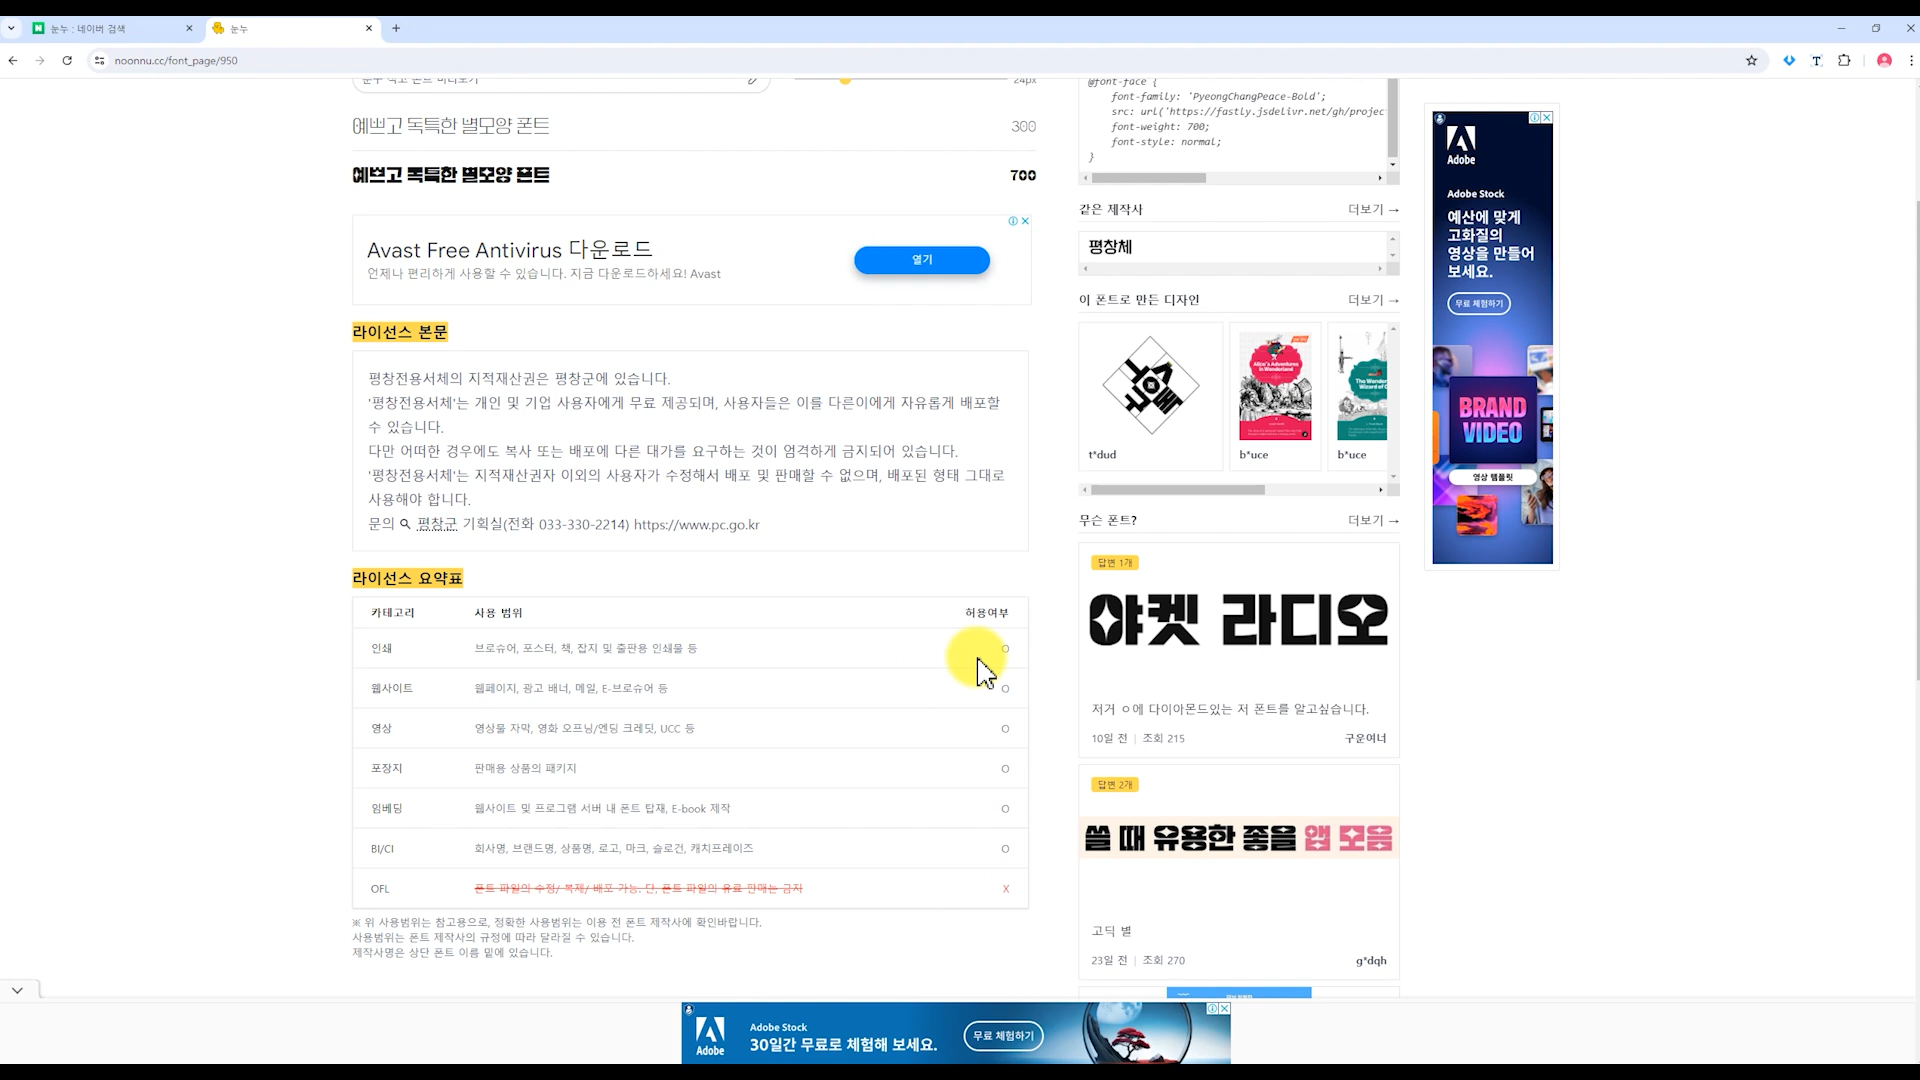 눈누 : 네이버 검색
눈누
noonnu.cc/font_page/950
24px
예쁘고 독특한 별모양 폰트
300
예쁘고 독특한 별모양 폰트
700
Avast Free Antivirus 다운로드
언제나 편리하게 사용할 수 있습니다. 지금 다운로드하세요! Avast
열기
라이선스 본문
평창전용서체의 지적재산권은 평창군에 있습니다.
'평창전용서체'는 개인 및 기업 사용자에게 무료 제공되며, 사용자들은 이를 다른이에게 자유롭게 배포할
수 있습니다.
다만 어떠한 경우에도 복사 또는 배포에 다른 대가를 요구하는 것이 엄격하게 금지되어 있습니다.
'평창전용서체'는 지적재산권자 이외의 사용자가 수정해서 배포 및 판매할 수 없으며, 배포된 형태 그대로
사용해야 합니다.
문의 평창군 기획실(전화 033-330-2214) https://www.pc.go.kr
라이선스 요약표
카테고리 사용 범위 허용여부
인쇄 브로슈어, 포스터, 책, 잡지 및 출판용 인쇄물 등 O
웹사이트 웹페이지, 광고 배너, 메일, E-브로슈어 등 O
영상 영상물 자막, 영화 오프닝/엔딩 크레딧, UCC 등 O
포장지 판매용 상품의 패키지 O
임베딩 웹사이트 및 프로그램 서버 내 폰트 탑재, E-book 제작 O
BI/CI 회사명, 브랜드명, 상품명, 로고, 마크, 슬로건, 캐치프레이즈 O
OFL 폰트 파일의 수정/ 복제/ 배포 가능. 단, 폰트 파일의 유료 판매는 금지 X
※ 위 사용범위는 참고용으로, 정확한 사용범위는 이용 전 폰트 제작사에 확인바랍니다.
사용범위는 폰트 제작사의 규정에 따라 달라질 수 있습니다.
제작사명은 상단 폰트 이름 밑에 있습니다.
@font-face {
font-family: 'PyeongChangPeace-Bold';
src: url('https://fastly.jsdelivr.net/gh/projec
font-weight: 700;
font-style: normal;
}
같은 제작사 더보기 →
평창체
이 폰트로 만든 디자인 더보기 →
Alice's Adventures
in Wonderland
The Wonder
Wizard of O
t*dud
b*uce
b*uce
무슨 폰트? 더보기 →
답변 1개
야켓 라디오
저거 ㅇ에 다이아몬드있는 저 폰트를 알고싶습니다.
10일 전 | 조회 215 구운여너
답변 2개
쓸 때 유용한 좋을 앱 모음
고딕 별
23일 전 | 조회 270 g*dqh
Adobe
Adobe Stock
예산에 맞게
고화질의
영상을 만들어
보세요.
무료 체험하기
BRAND
VIDEO
영상 템플릿
Adobe
Adobe Stock
30일간 무료로 체험해 보세요.
무료 체험하기